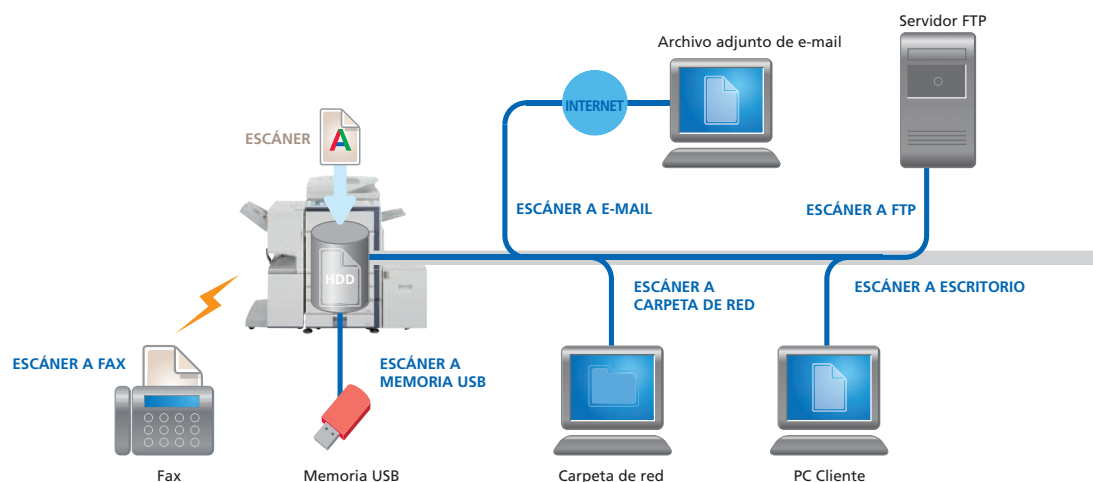 Servidor FTP
Archivo adjunto de e-mail
INTERNET
ESCÁNER
A
ESCÁNER A E-MAIL
ESCÁNER A FTP
HDD
ESCÁNER A
CARPETA DE RED
ESCÁNER A ESCRITORIO
ESCÁNER A FAX
ESCÁNER A
MEMORIA USB
Fax
Memoria USB
Carpeta de red
PC Cliente